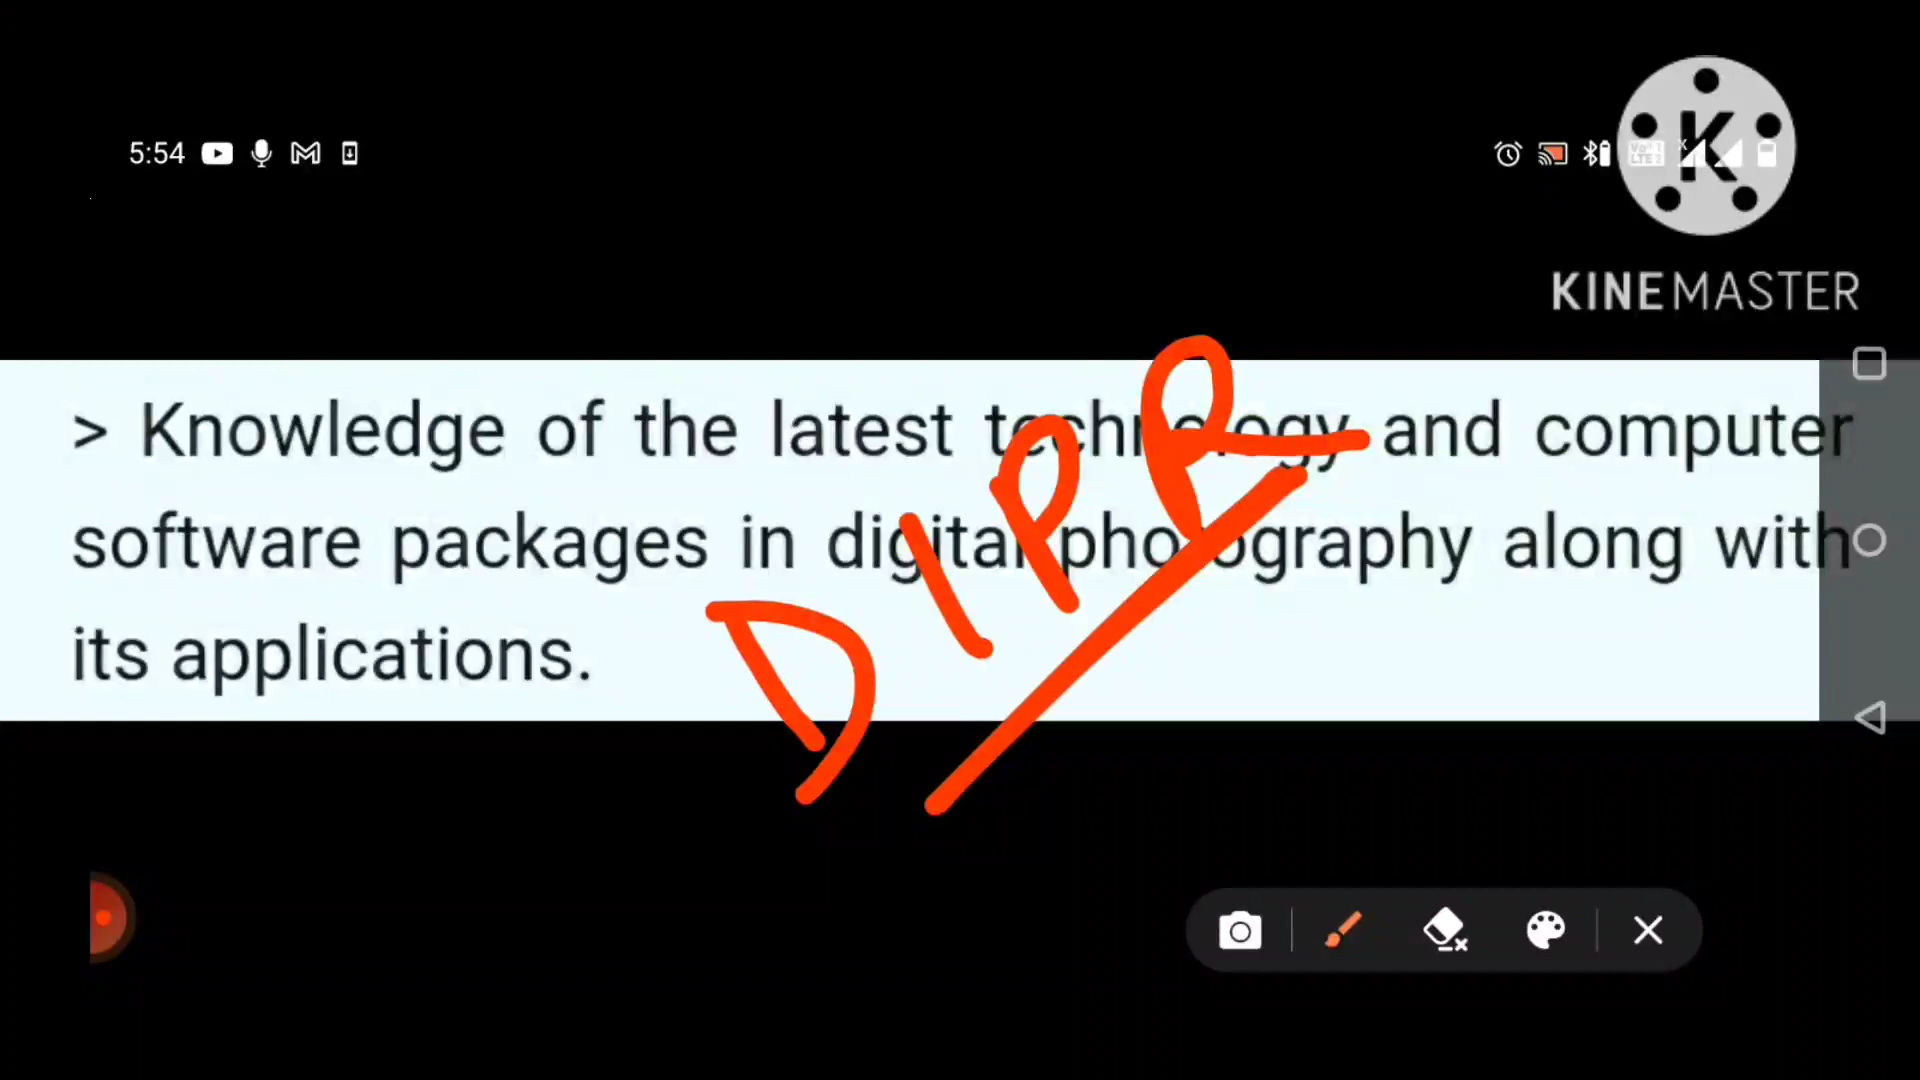 5:54
KINEMASTER
> Knowledge of the latest technology and computer
software packages in digital photography along with
its applications.
DIPR